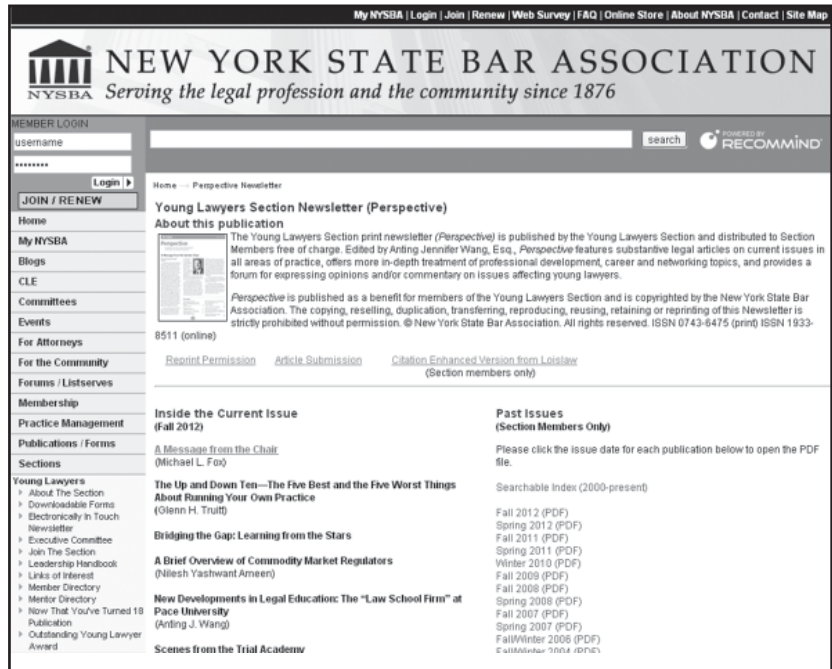 My NYSBA | Login | Join | Renew | Web Survey | FAQ | Online Store | About NYSBA | Contact | Site Map
NYSBA
NEW YORK STATE BAR ASSOCIATION
Serving the legal profession and the community since 1876
MEMBER LOGIN
username
••••••••
Login
JOIN / RENEW
search
POWERED BY
RECOMMIND
Home
My NYSBA
Blogs
CLE
Committees
Events
For Attorneys
For the Community
Forums / Listserves
Membership
Practice Management
Publications / Forms
Sections
Young Lawyers
About The Section
Downloadable Forms
Electronically In Touch
Newsletter
Executive Committee
Join The Section
Leadership Handbook
Links of Interest
Member Directory
Mentor Directory
Now That You've Turned 18
Publication
Outstanding Young Lawyer
Award
Home --- Perspective Newsletter
Young Lawyers Section Newsletter (Perspective)
About this publication
The Young Lawyers Section print newsletter (Perspective) is published by the Young Lawyers Section and distributed to Section
Members free of charge. Edited by Anting Jennifer Wang, Esq., Perspective features substantive legal articles on current issues in
all areas of practice, offers more in-depth treatment of professional development, career and networking topics, and provides a
forum for expressing opinions and/or commentary on issues affecting young lawyers.
Perspective is published as a benefit for members of the Young Lawyers Section and is copyrighted by the New York State Bar
Association. The copying, reselling, duplication, transferring, reproducing, reusing, retaining or reprinting of this Newsletter is
strictly prohibited without permission. © New York State Bar Association. All rights reserved. ISSN 0743-6475 (print) ISSN 1933-
8511 (online)
Reprint Permission Article Submission Citation Enhanced Version from Loislaw
(Section members only)
Inside the Current Issue
(Fall 2012)
A Message from the Chair
(Michael L. Fox)
The Up and Down Ten—The Five Best and the Five Worst Things
About Running Your Own Practice
(Glenn H. Truitt)
Bridging the Gap: Learning from the Stars
A Brief Overview of Commodity Market Regulators
(Nilesh Yashwant Ameen)
New Developments in Legal Education: The "Law School Firm" at
Pace University
(Anting J. Wang)
Scenes from the Trial Academy
Past Issues
(Section Members Only)
Please click the issue date for each publication below to open the PDF
file.
Searchable Index (2000-present)
Fall 2012 (PDF)
Spring 2012 (PDF)
Fall 2011 (PDF)
Spring 2011 (PDF)
Winter 2010 (PDF)
Fall 2009 (PDF)
Fall 2008 (PDF)
Spring 2008 (PDF)
Fall 2007 (PDF)
Spring 2007 (PDF)
Fall/Winter 2006 (PDF)
Fall/Winter 2004 (PDF)